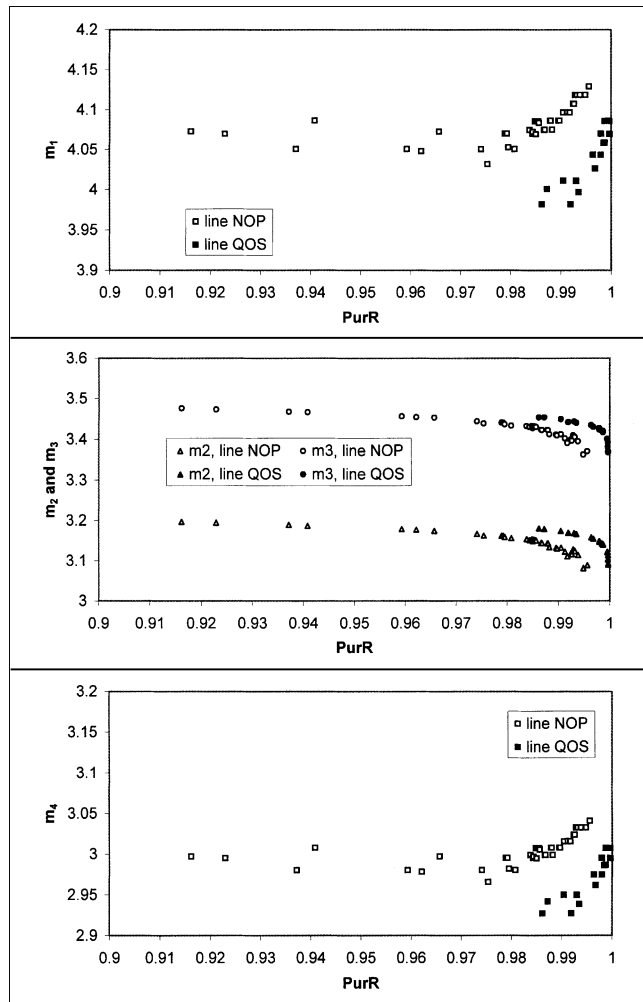 4.2
4.15
4.1
4.05
4
3.95
3.9
m1
line NOP
line QOS
0.9 0.91 0.92 0.93 0.94 0.95 0.96 0.97 0.98 0.99 1
PurR
3.6
3.5
3.4
3.3
3.2
3.1
3
m2 and m3
m2, line NOP m3, line NOP
m2, line QOS m3, line QOS
0.9 0.91 0.92 0.93 0.94 0.95 0.96 0.97 0.98 0.99 1
PurR
3.2
3.15
3.1
3.05
3
2.95
2.9
m4
line NOP
line QOS
0.9 0.91 0.92 0.93 0.94 0.95 0.96 0.97 0.98 0.99 1
PurR